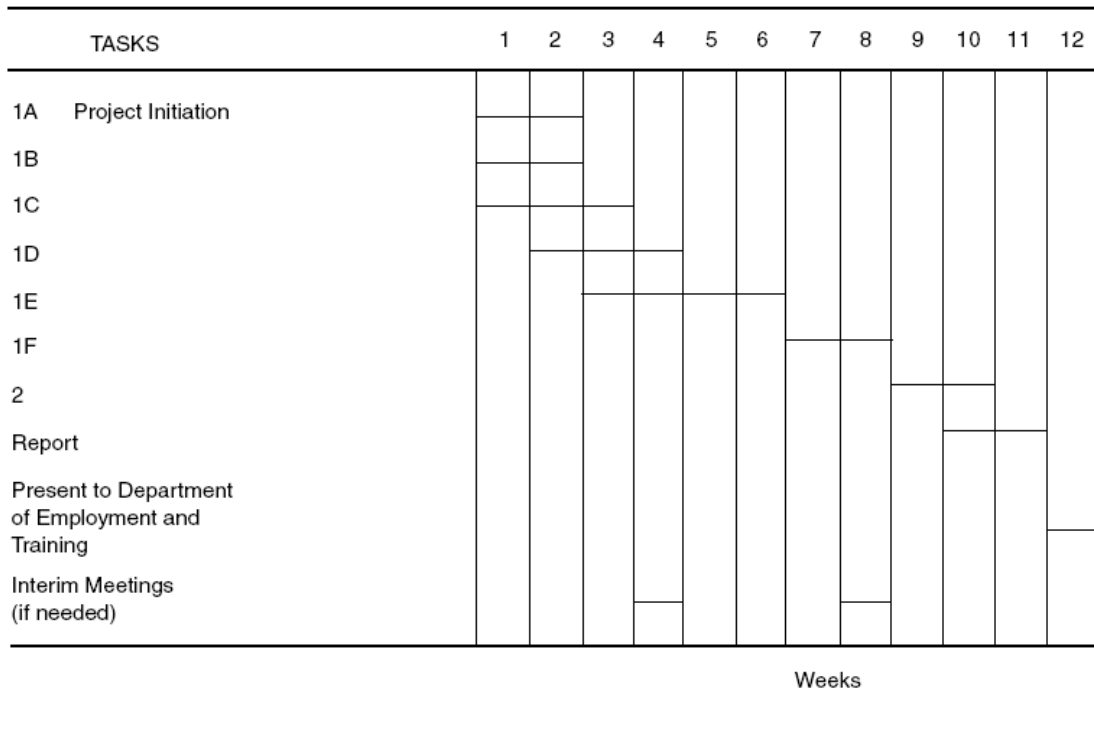 TASKS 1 2 3 4 5 6 7 8 9 10 11 12
1A Project Initiation
1B
1C
1D
1E
1F
2
Report
Present to Department
of Employment and
Training
Interim Meetings
(if needed)
Weeks